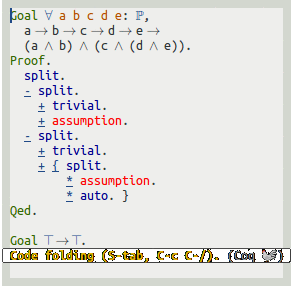 Goal ∀ a b c d e: ℙ,
a → b → c → d → e →
(a ∧ b) ∧ (c ∧ (d ∧ e)).
Proof.
split.
- split.
+ trivial.
+ assumption.
- split.
+ trivial.
+ { split.
* assumption.
* auto. }
Qed.
Goal ⊤→⊤.
Code folding (S-tab, C-c C-/). (Coq 🐓)